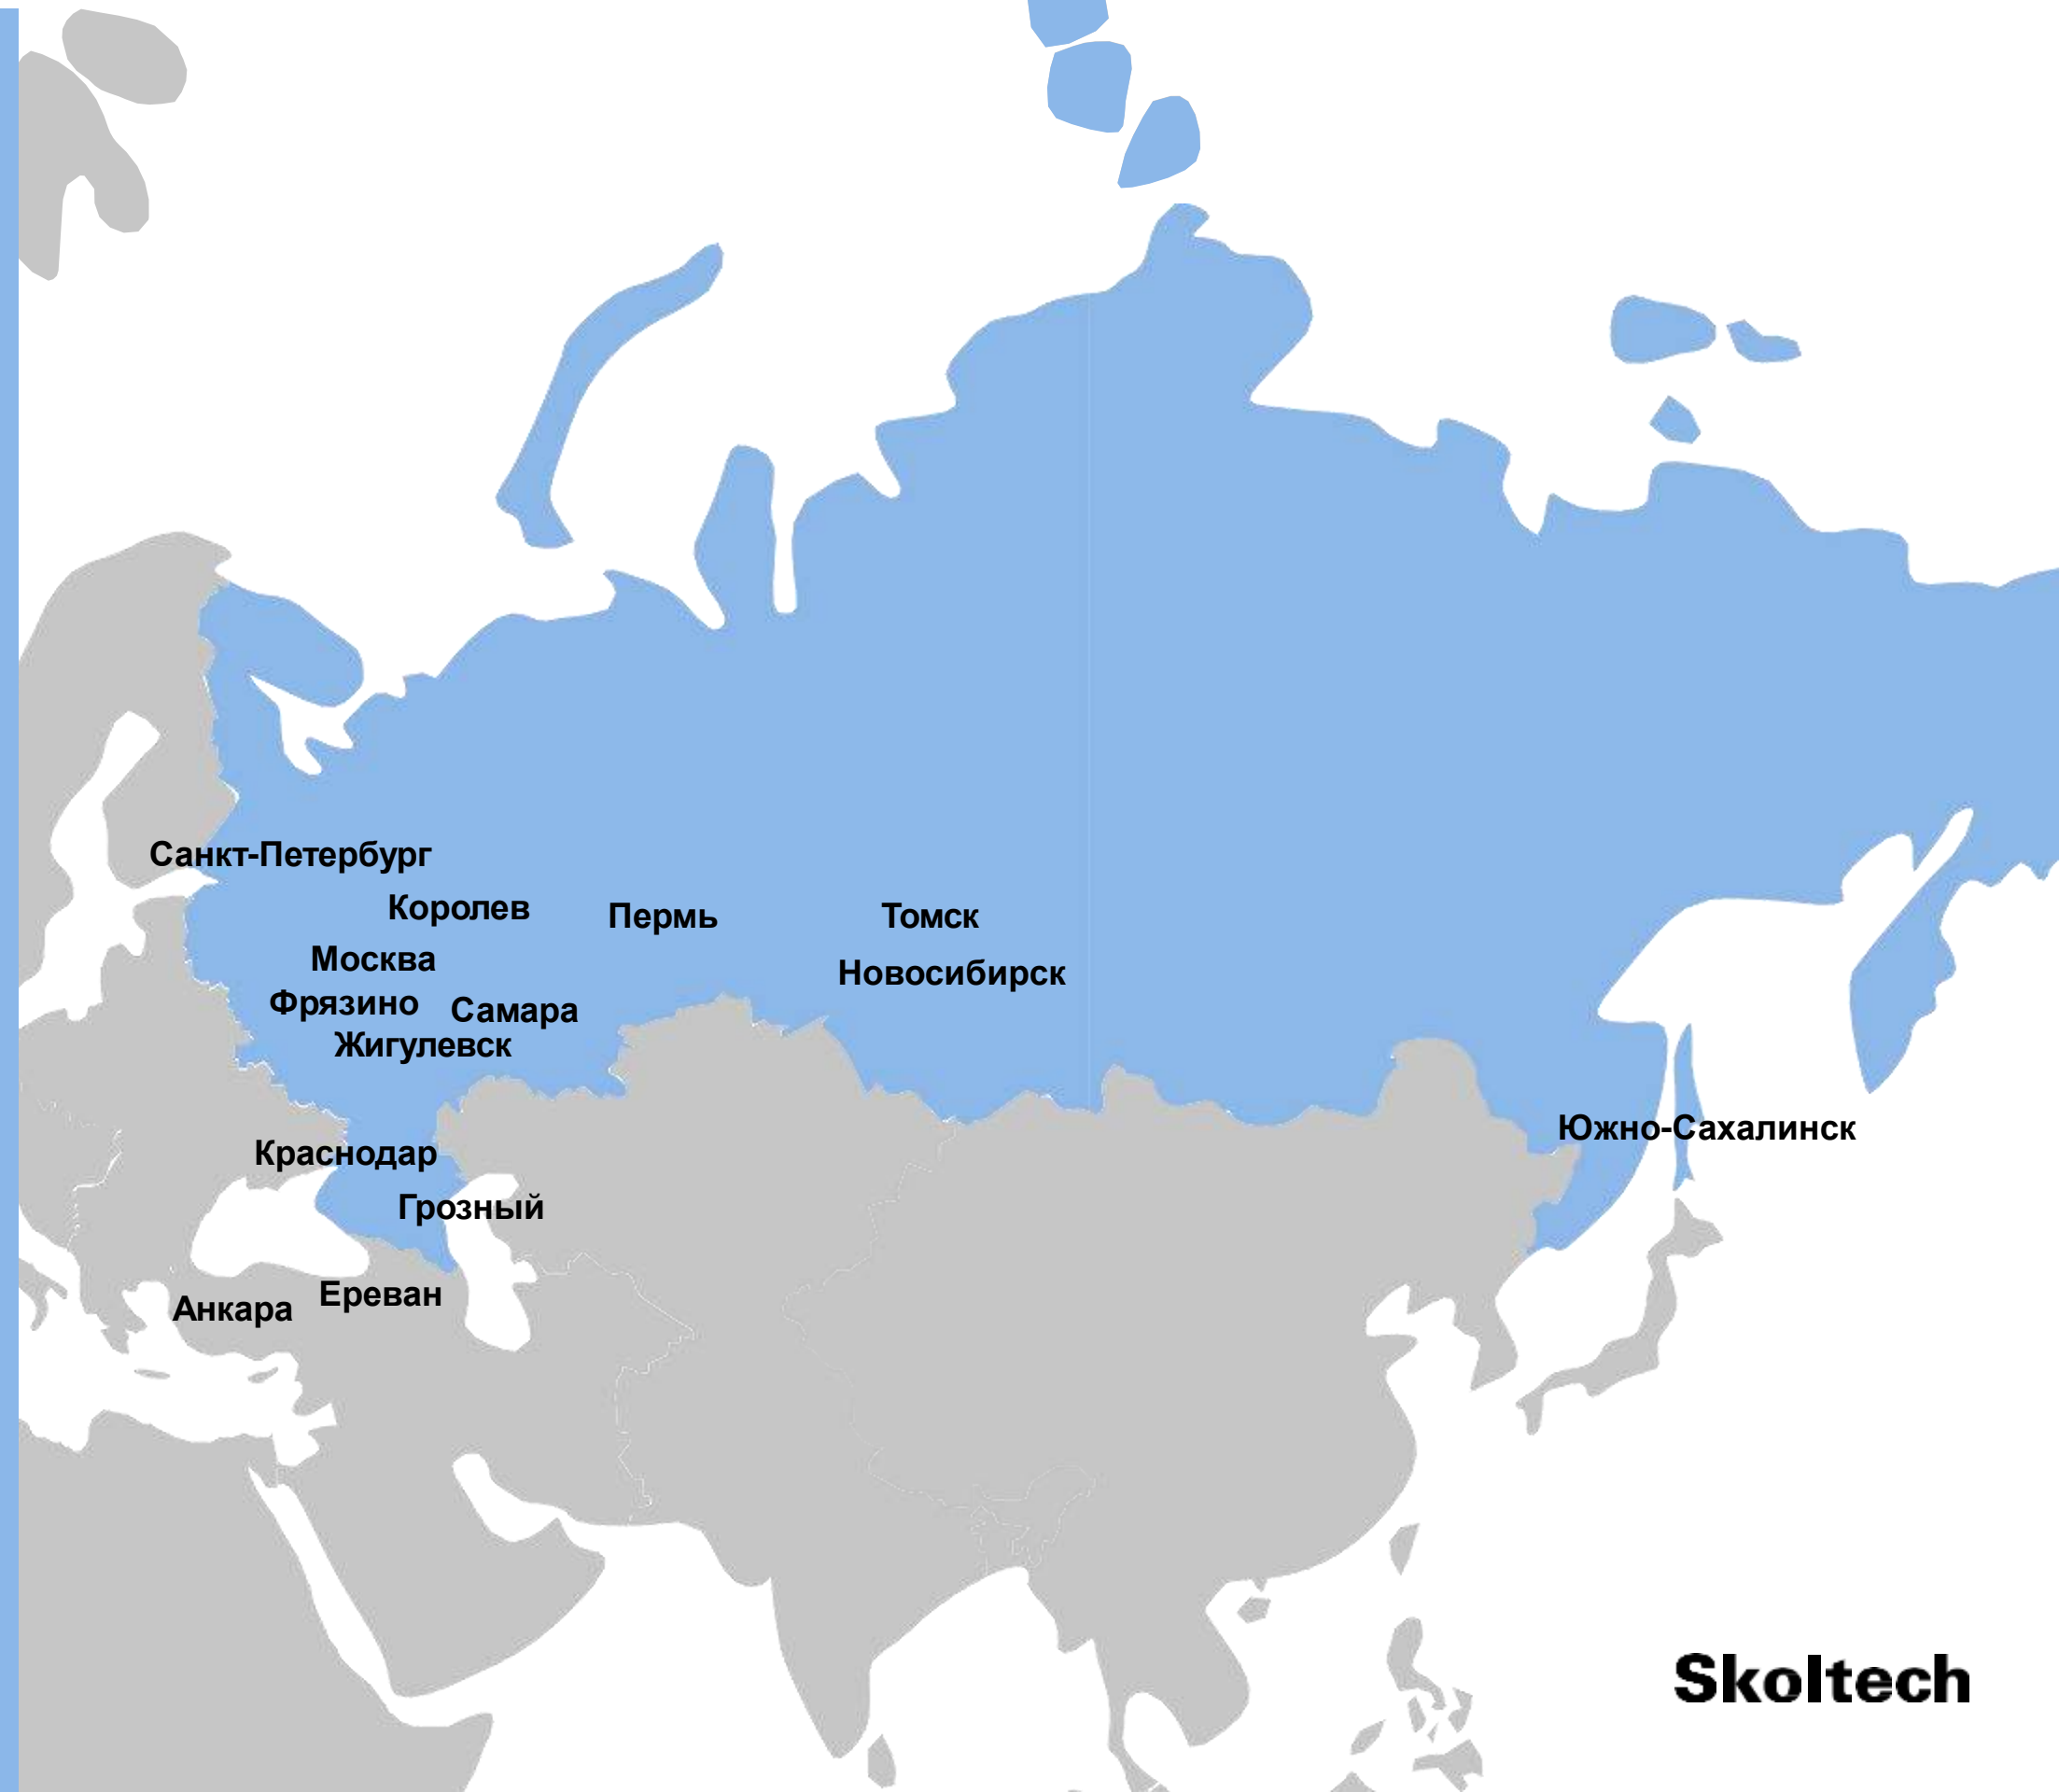 Санкт-Петербург
Королев
Пермь
Томск
Москва
Новосибирск
Фрязино
Самара
Жигулевск
Южно-Сахалинск
Краснодар
Грозный
Ереван
Анкара
Skoltech